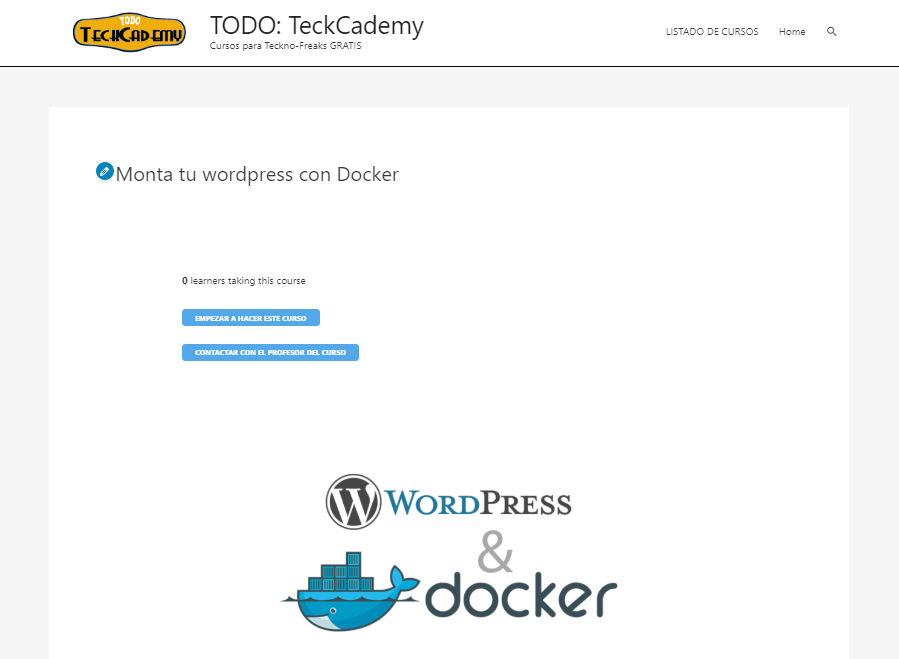 TODO
TECKCADEMY
TODO: TeckCademy
Cursos para Teckno-Freaks GRATIS
LISTADO DE CURSOS
Home
Monta tu wordpress con Docker
0 learners taking this course
EMPEZAR A HACER ESTE CURSO
CONTACTAR CON EL PROFESOR DEL CURSO
W WORDPRESS
&
docker